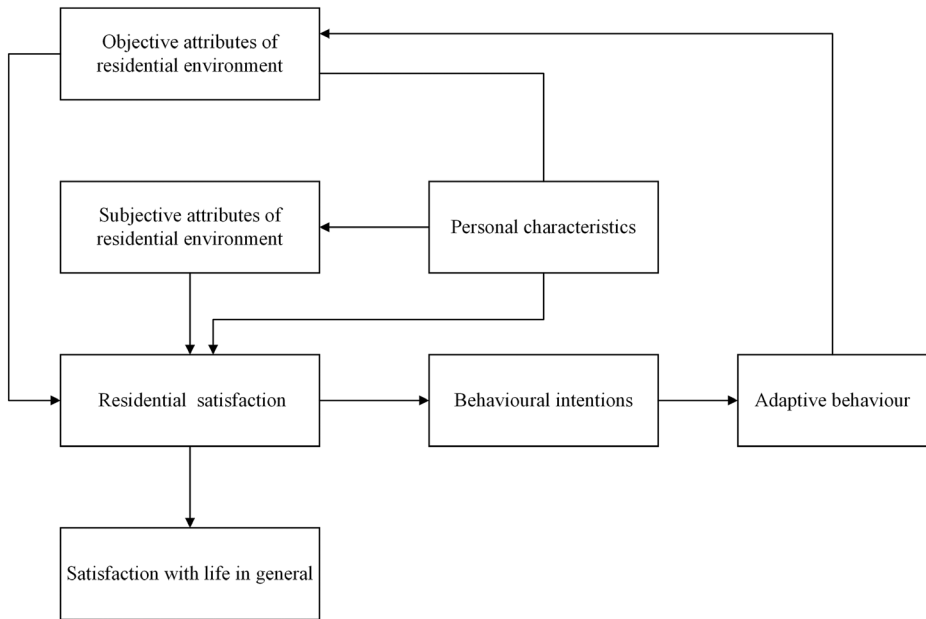 Objective attributes of
residential environment
Subjective attributes of
residential environment
Personal characteristics
Residential satisfaction
Behavioural intentions
Adaptive behaviour
Satisfaction with life in general